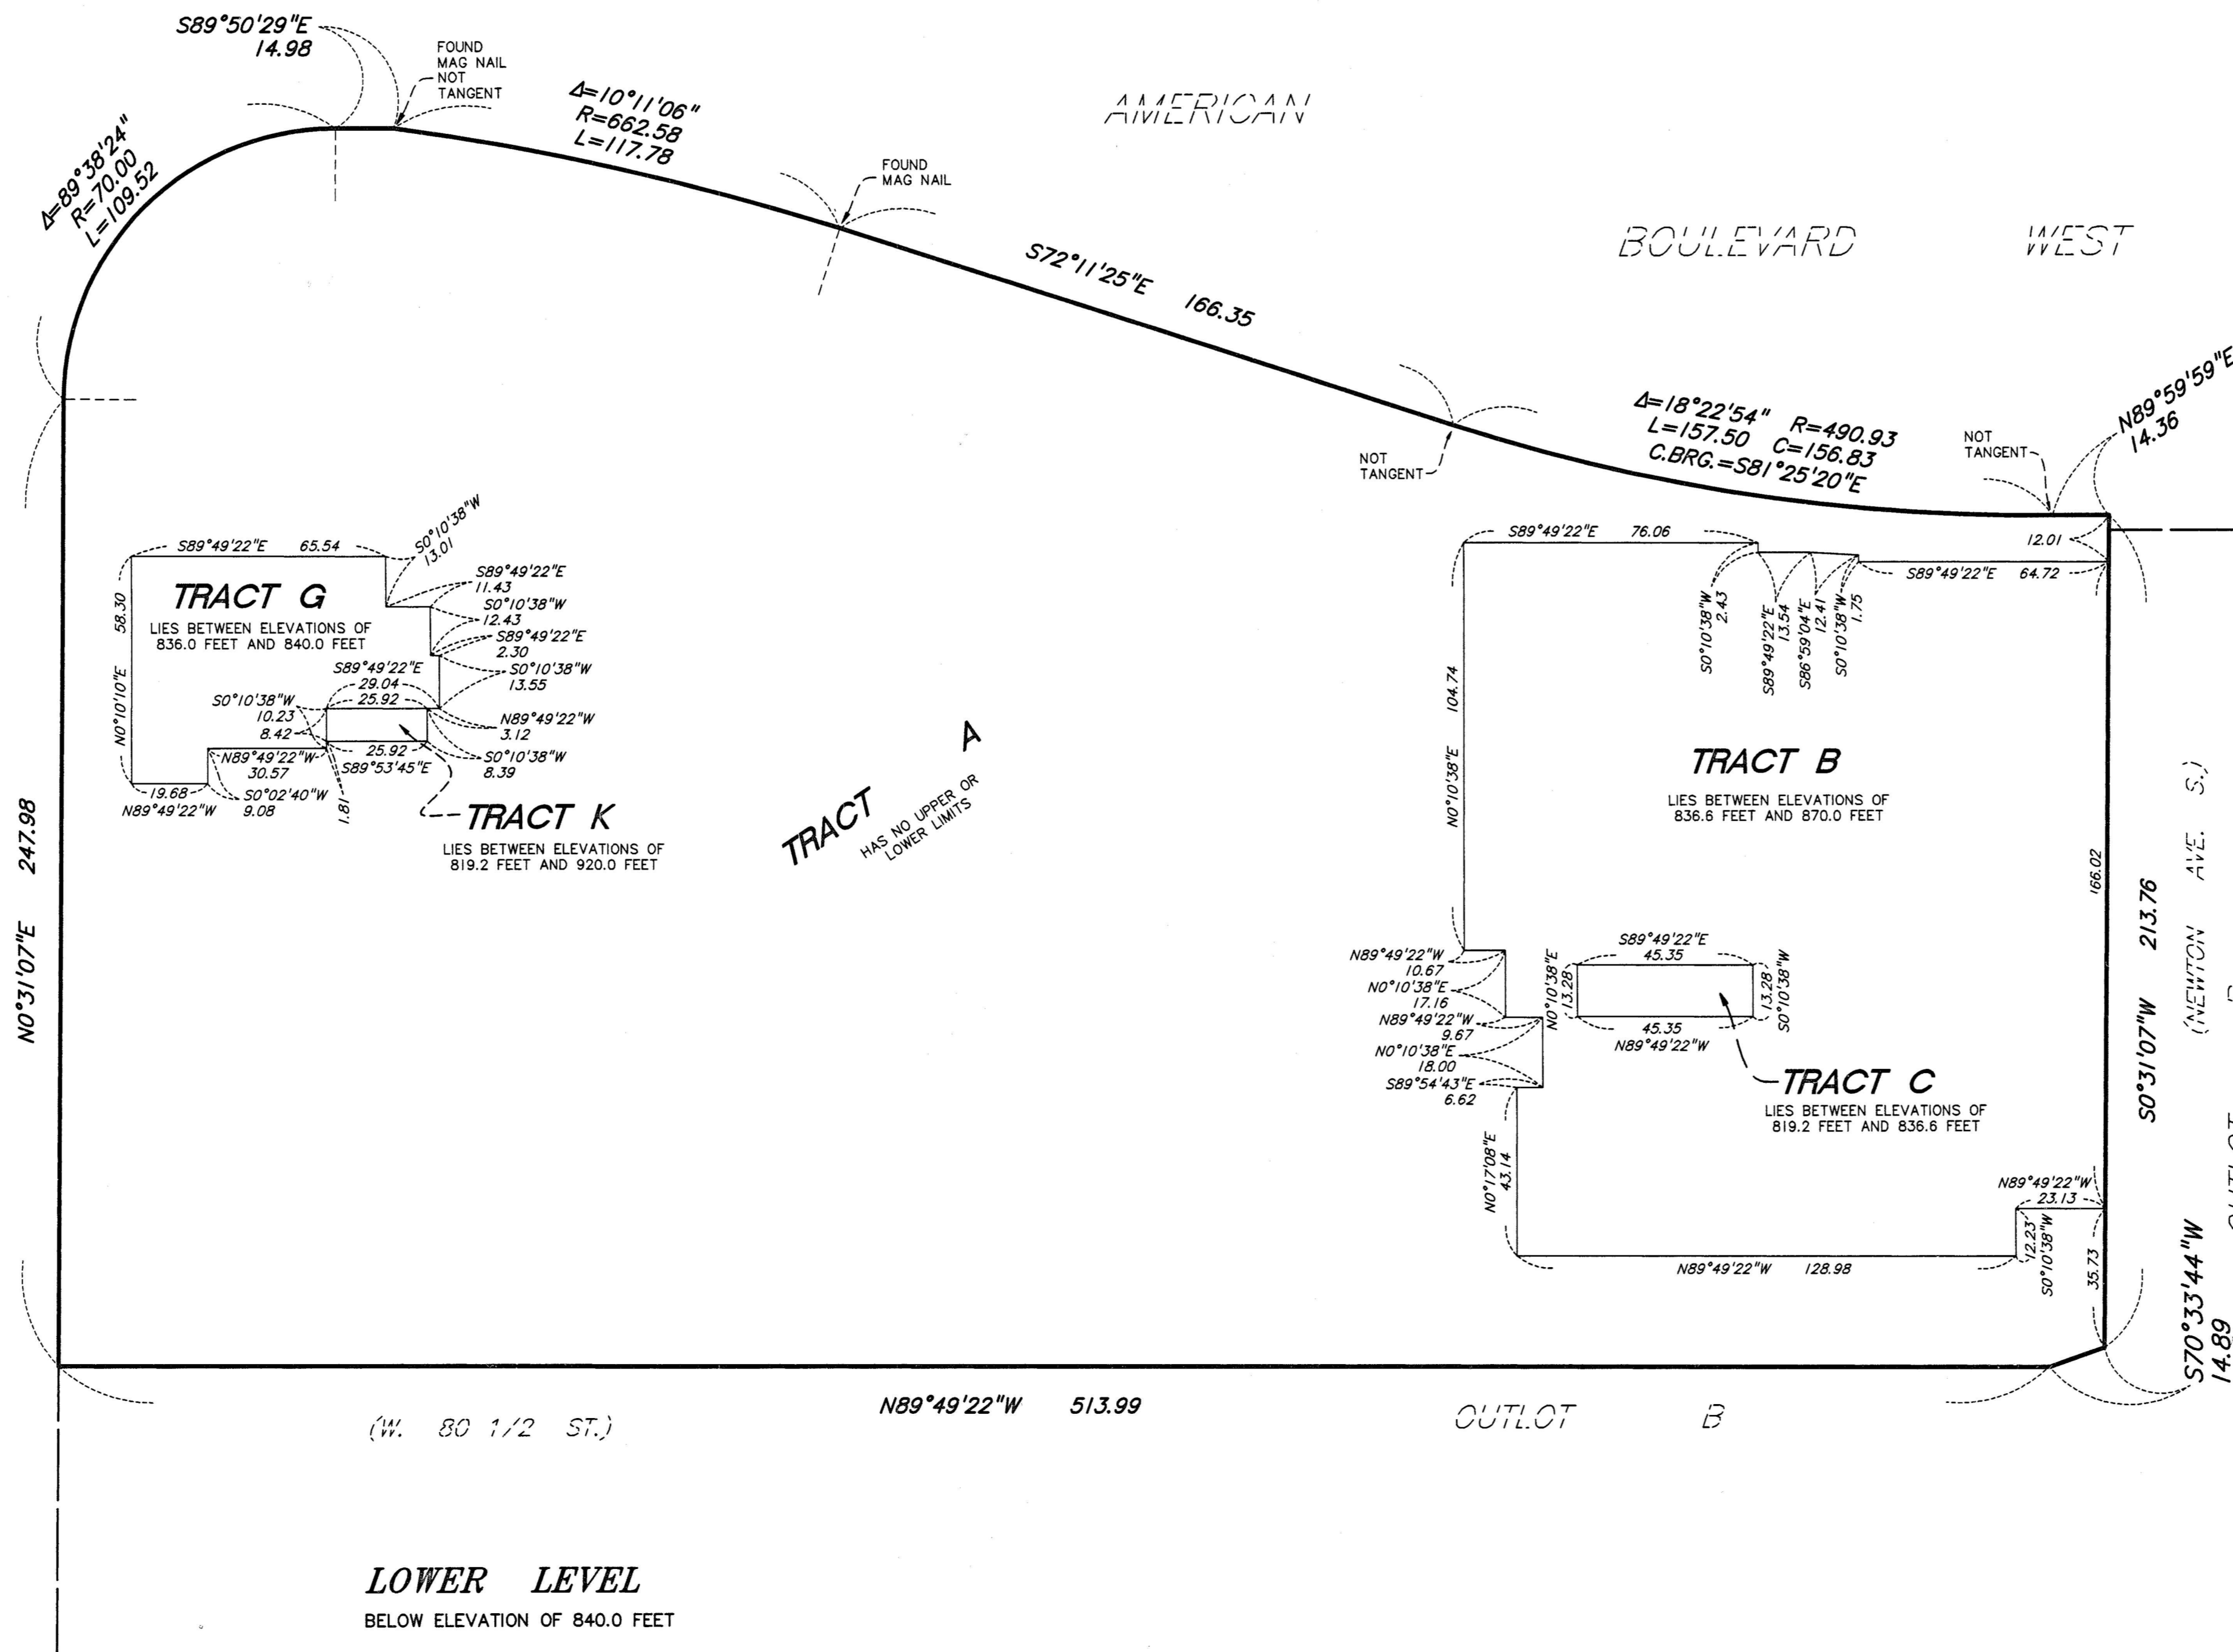 S89°50'29"E
14.98
FOUND
MAG NAIL
NOT
TANGENT
Δ=10°11'06"
R=662.58
L=117.78
AMERICAN
Δ=89°38'24"
R=70.00
L=109.52
FOUND
MAG NAIL
BOULEVARD WEST
S72°11'25"E 166.35
Δ=18°22'54" R=490.93
L=157.50 C=156.83
C.BRG.=S81°25'20"E
NOT
TANGENT
NOT
TANGENT
N89°59'59"E
14.36
S89°49'22"E 65.54
S0°10'38"W
13.01
TRACT G
LIES BETWEEN ELEVATIONS OF
836.0 FEET AND 840.0 FEET
N0°10'10"E 58.30
S89°49'22"E
11.43
S0°10'38"W
12.43
S89°49'22"E
2.30
S0°10'38"W
13.55
S89°49'22"E
29.04
25.92
S0°10'38"W
10.23
8.42
N89°49'22"W
3.12
S0°10'38"W
8.39
25.92
S89°53'45"E
N89°49'22"W
30.57
1.81
19.68
N89°49'22"W
S0°02'40"W
9.08
TRACT K
LIES BETWEEN ELEVATIONS OF
819.2 FEET AND 920.0 FEET
TRACT A
HAS NO UPPER OR
LOWER LIMITS
N0°31'07"E 247.98
S89°49'22"E 76.06
12.01
S89°49'22"E 64.72
S0°10'38"W
2.43
S89°49'22"E
13.54
S86°59'04"E
12.41
S0°10'38"W
1.75
N0°10'38"E 104.74
TRACT B
LIES BETWEEN ELEVATIONS OF
836.6 FEET AND 870.0 FEET
166.02
S0°31'07"W 213.76
(NEWTON AVE. S.)
N89°49'22"W
10.67
N0°10'38"E
17.16
N89°49'22"W
9.67
N0°10'38"E
18.00
S89°54'43"E
6.62
N0°10'38"E
13.28
S89°49'22"E
45.35
13.28
S0°10'38"W
45.35
N89°49'22"W
TRACT C
LIES BETWEEN ELEVATIONS OF
819.2 FEET AND 836.6 FEET
N0°17'08"E
43.14
N89°49'22"W
23.13
12.23
S0°10'38"W
35.73
N89°49'22"W 128.98
S70°33'44"W
14.89
N89°49'22"W 513.99
(W. 80 1/2 ST.)
OUTLOT B
LOWER LEVEL
BELOW ELEVATION OF 840.0 FEET